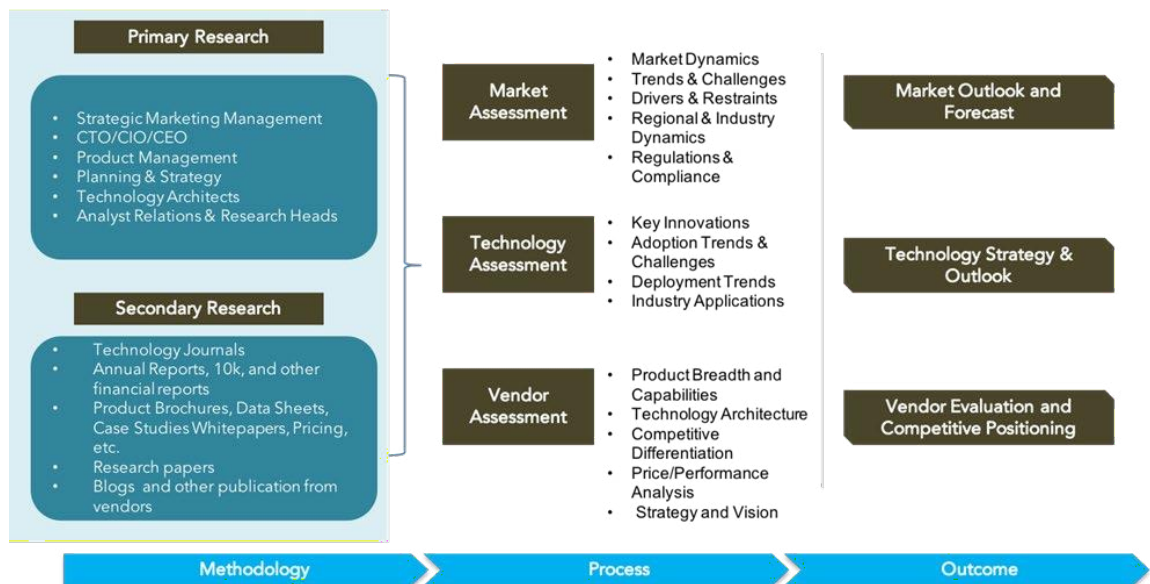 Primary Research
• Strategic Marketing Management
• CTO/CIO/CEO
• Product Management
• Planning & Strategy
• Technology Architects
• Analyst Relations & Research Heads
Secondary Research
• Technology Journals
• Annual Reports, 10k, and other
financial reports
• Product Brochures, Data Sheets,
Case Studies Whitepapers, Pricing,
etc.
• Research papers
• Blogs and other publication from
vendors
Market
Assessment
• Market Dynamics
• Trends & Challenges
• Drivers & Restraints
• Regional & Industry
Dynamics
• Regulations &
Compliance
Market Outlook and
Forecast
Technology
Assessment
• Key Innovations
• Adoption Trends &
Challenges
• Deployment Trends
• Industry Applications
Technology Strategy &
Outlook
Vendor
Assessment
• Product Breadth and
Capabilities
• Technology Architecture
• Competitive
Differentiation
• Price/Performance
Analysis
• Strategy and Vision
Vendor Evaluation and
Competitive Positioning
Methodology
Process
Outcome